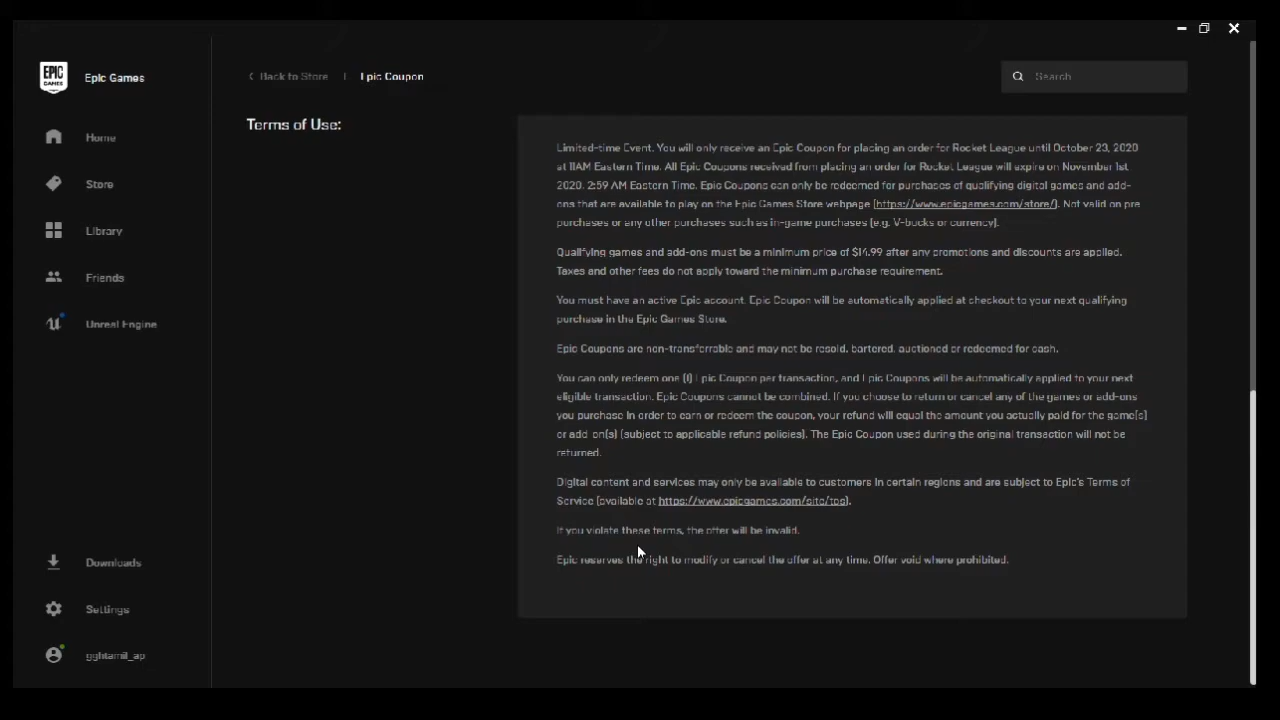 EPIC GAMES
Epic Games
Back to Store | Epic Coupon
Search
Terms of Use:
Home
Store
Library
Friends
Unreal Engine
Downloads
Settings
gghtamil_ap
Limited-time Event. You will only receive an Epic Coupon for placing an order for Rocket League until October 23, 2020
at 11AM Eastern Time. All Epic Coupons received from placing an order for Rocket League will expire on November 1st
2020, 2:59 AM Eastern Time. Epic Coupons can only be redeemed for purchases of qualifying digital games and add-
ons that are available to play on the Epic Games Store webpage (https://www.epicgames.com/store/). Not valid on pre
purchases or any other purchases such as in-game purchases (e.g. V-bucks or currency).
Qualifying games and add-ons must be a minimum price of $14.99 after any promotions and discounts are applied.
Taxes and other fees do not apply toward the minimum purchase requirement.
You must have an active Epic account. Epic Coupon will be automatically applied at checkout to your next qualifying
purchase in the Epic Games Store.
Epic Coupons are non-transferrable and may not be resold, bartered, auctioned or redeemed for cash.
You can only redeem one (1) Epic Coupon per transaction, and Epic Coupons will be automatically applied to your next
eligible transaction. Epic Coupons cannot be combined. If you choose to return or cancel any of the games or add-ons
you purchase in order to earn or redeem the coupon, your refund will equal the amount you actually paid for the game(s)
or add-on(s) (subject to applicable refund policies). The Epic Coupon used during the original transaction will not be
returned.
Digital content and services may only be available to customers in certain regions and are subject to Epic's Terms of
Service (available at https://www.epicgames.com/site/tos).
If you violate these terms, the offer will be invalid.
Epic reserves the right to modify or cancel the offer at any time. Offer void where prohibited.